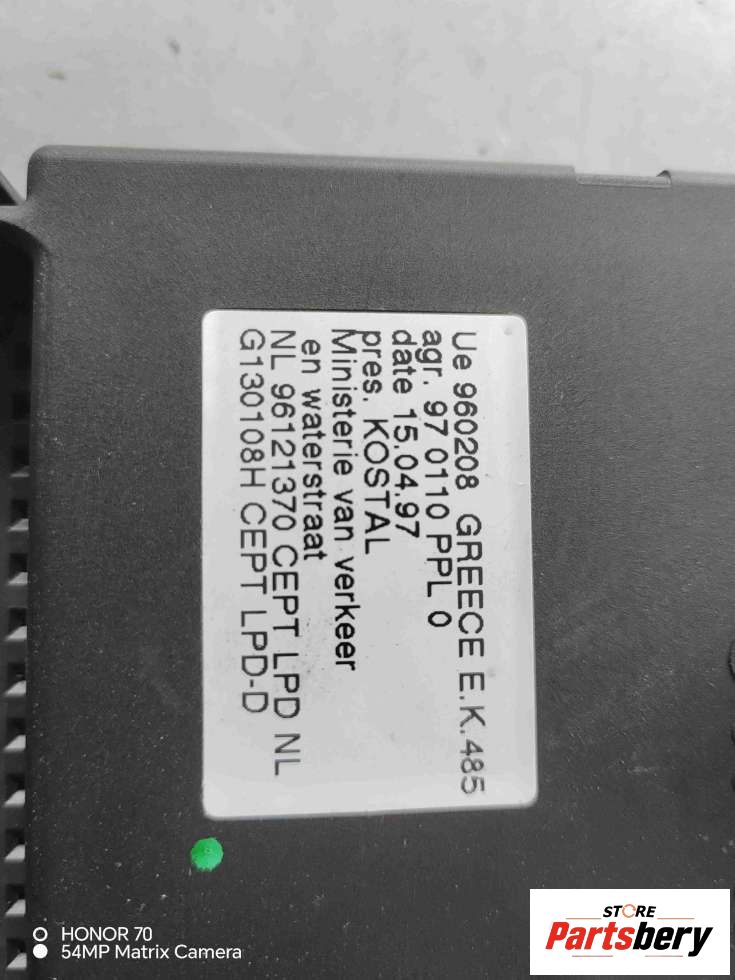 Ue 960208 GREECE E.K.485
agr. 97 0110 PPL 0
date 15.04.97
pres. KOSTAL
Ministerie van verkeer
en waterstraat
NL 96121370 CEPT LPD NL
G130108H CEPT LPD-D
HONOR 70
54MP Matrix Camera
STORE
Partsbery